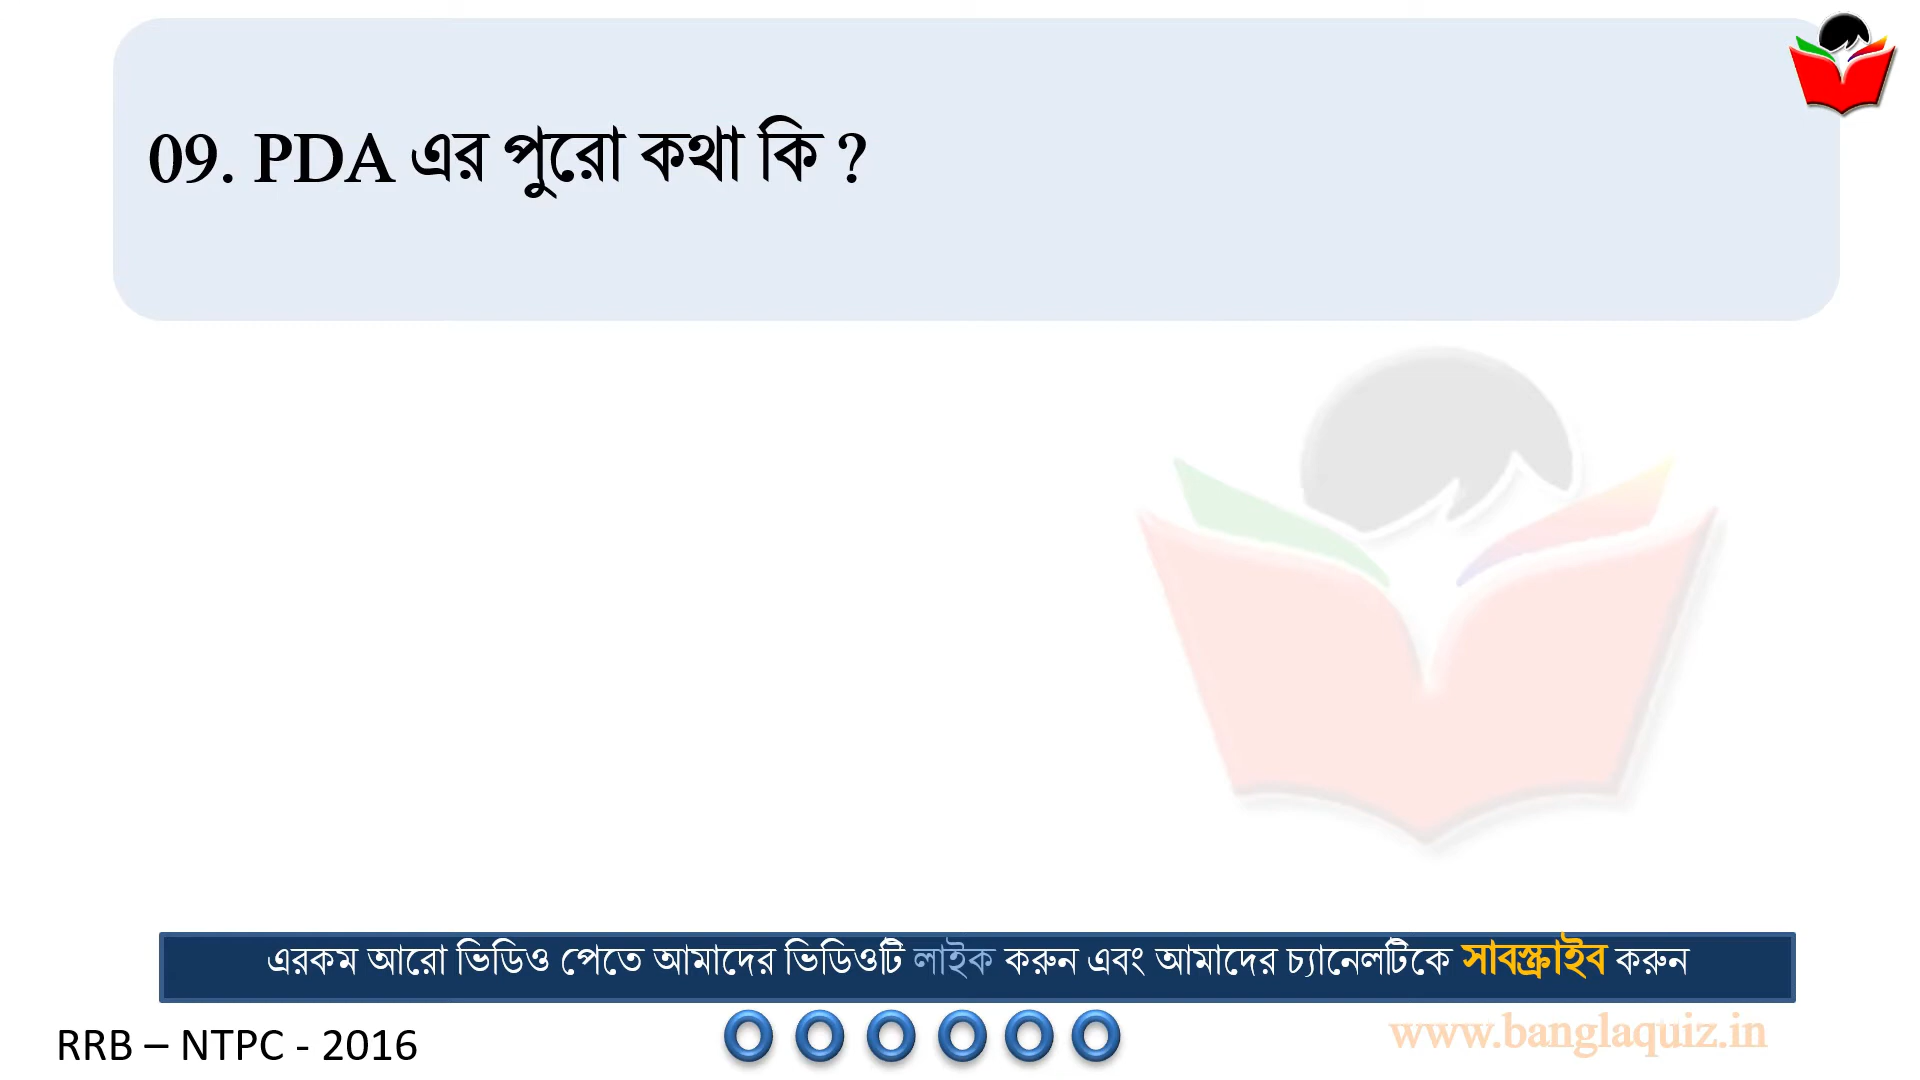 09. PDA এর পুরো কথা কি ?
এরকম আরো ভিডিও পেতে আমাদের ভিডিওটি লাইক করুন এবং আমাদের চ্যানেলটিকে সাবস্ক্রাইব করুন
RRB – NTPC - 2016
www.banglaquiz.in